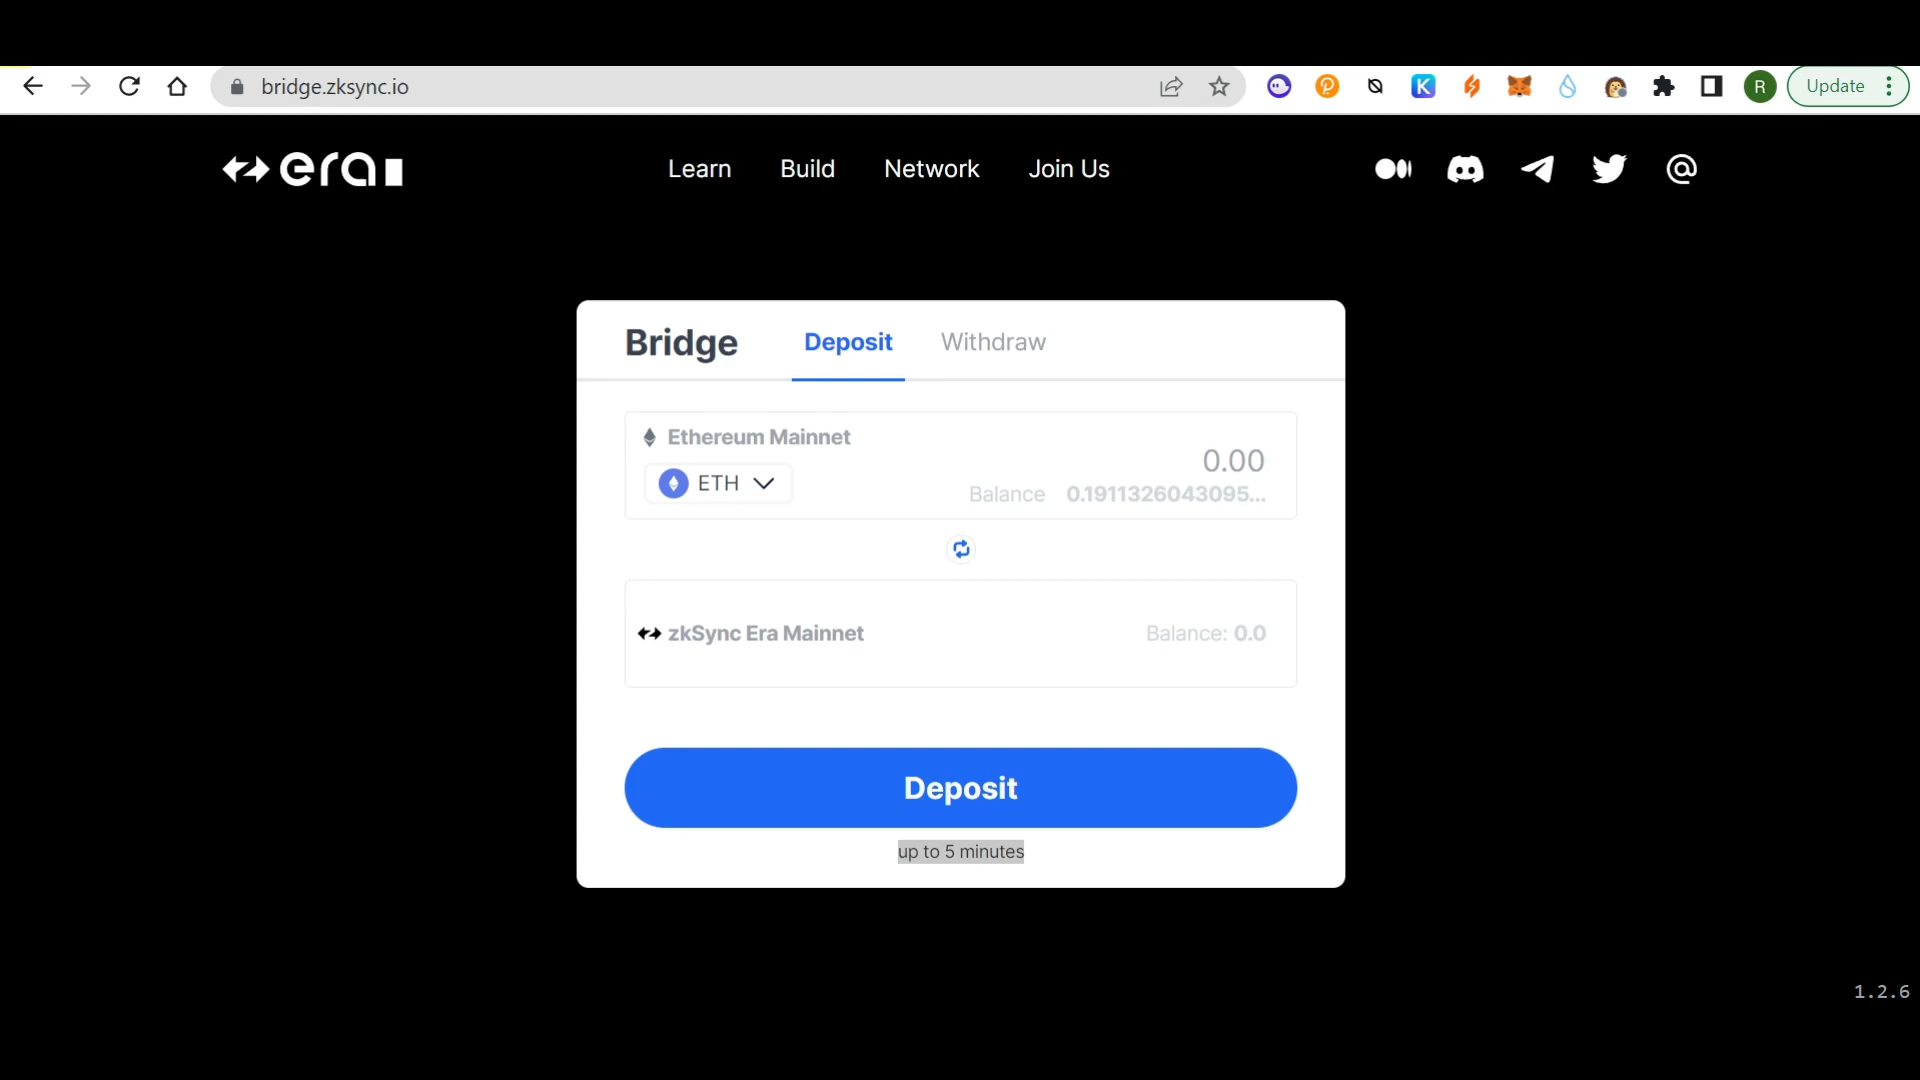 bridge.zksync.io
R
Update
era
Learn
Build
Network
Join Us
Bridge
Deposit
Withdraw
Ethereum Mainnet
0.00
ETH
Balance 0.1911326043095...
zkSync Era Mainnet
Balance: 0.0
Deposit
up to 5 minutes
1.2.6